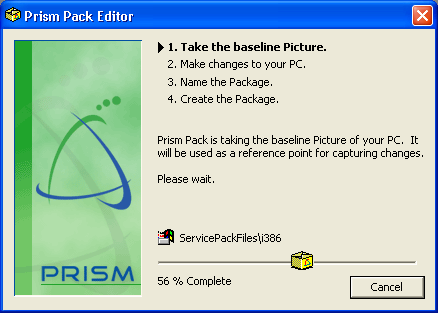 Prism Pack Editor
1. Take the baseline Picture.
2. Make changes to your PC.
3. Name the Package.
4. Create the Package.
Prism Pack is taking the baseline Picture of your PC. It
will be used as a reference point for capturing changes.
Please wait.
ServicePackFiles\i386
56 % Complete
Cancel
PRISM